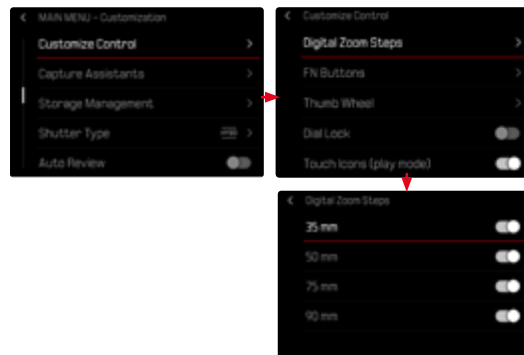 MAIN MENU - Customization
Customize Control
Capture Assistants
Storage Management
Shutter Type
Auto Review
Customize Control
Digital Zoom Steps
FN Buttons
Thumb Wheel
Dial Lock
Touch Icons (play mode)
Digital Zoom Steps
35 mm
50 mm
75 mm
90 mm